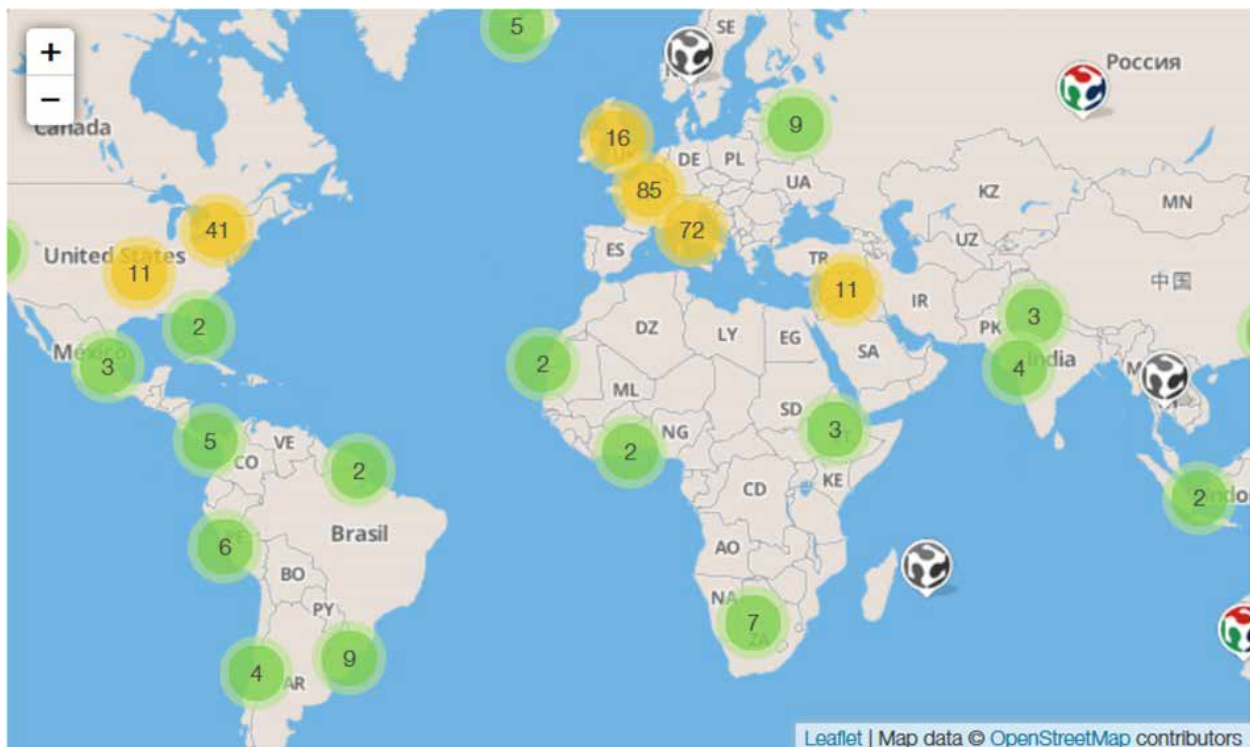 5
SE
+
−
Россия
Canada
16
9
DE
PL
85
UA
KZ
MN
41
72
UZ
United States
ES
TR
11
11
IR
中国
2
DZ
LY
EG
PK
3
México
3
2
SA
4
India
ML
SD
5
VE
2
NG
3
CO
2
KE
CD
2
6
Brasil
AO
BO
NA
PY
7
ZA
4
9
AR
Leaflet | Map data © OpenStreetMap contributors